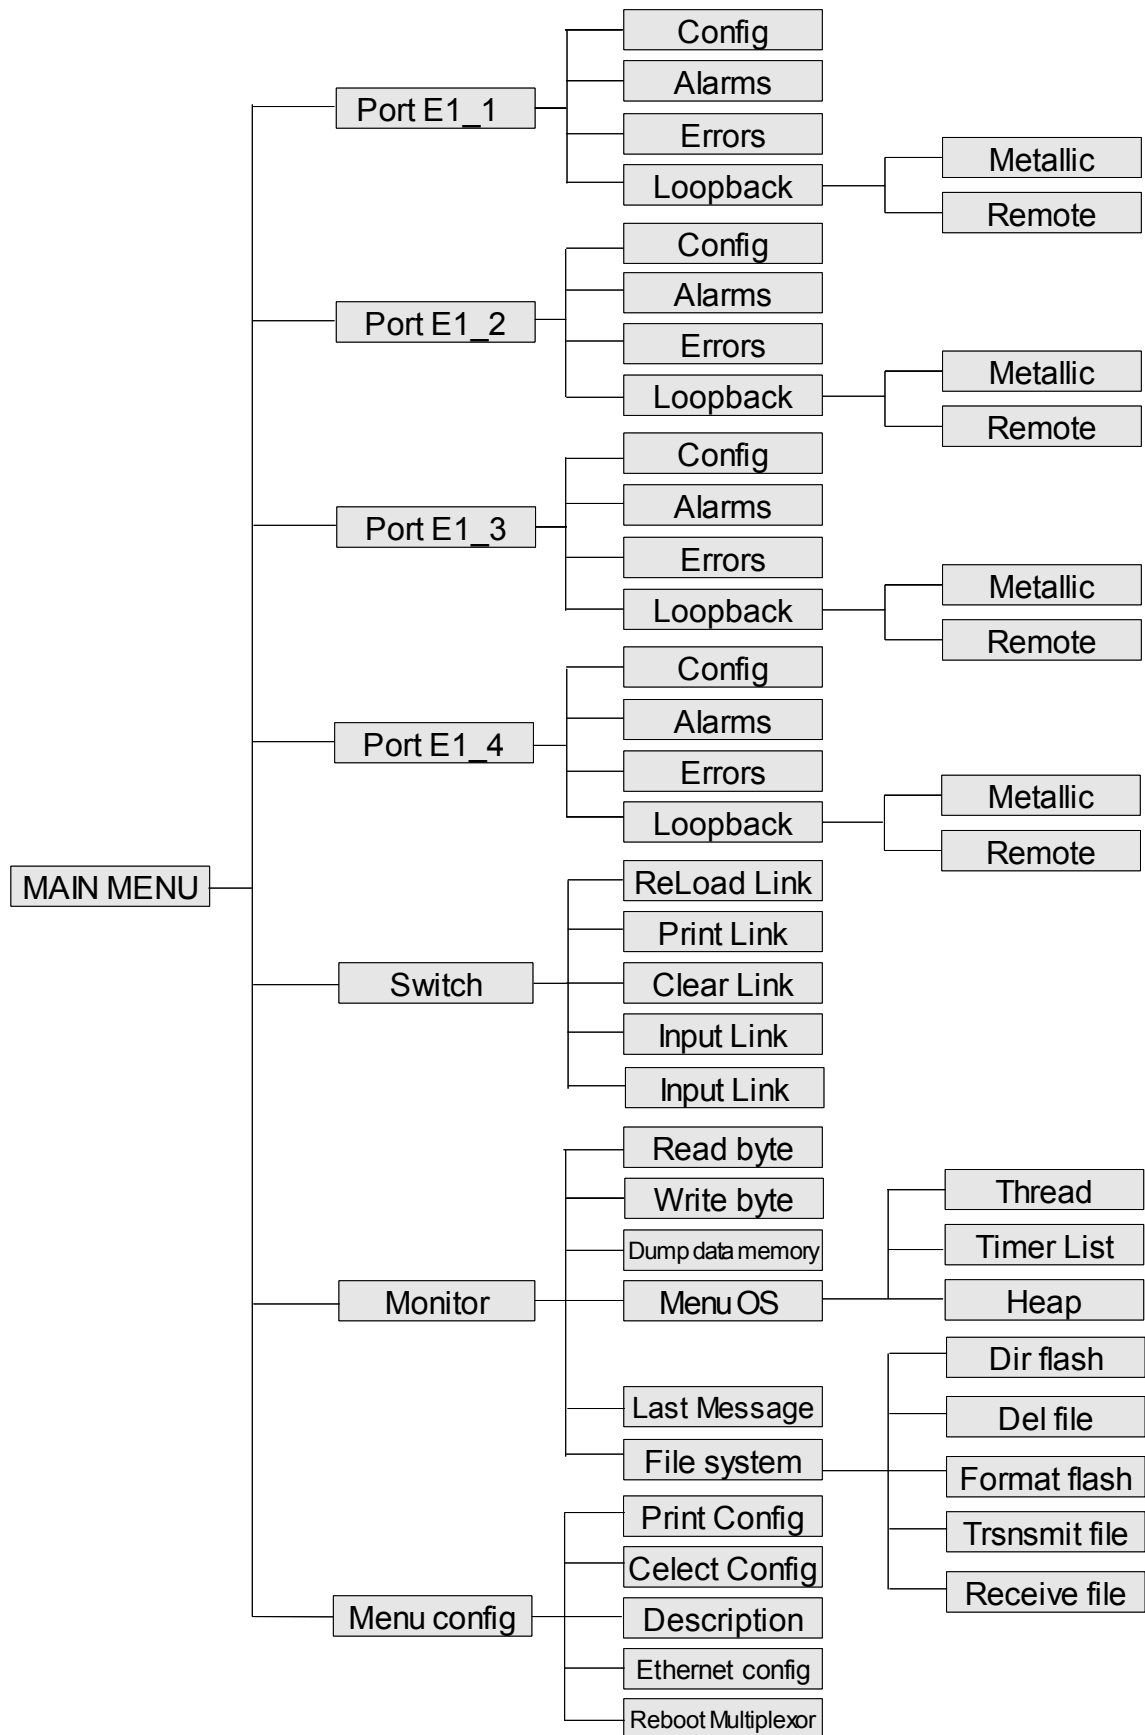 MAIN MENU
Port E1_1
Config
Alarms
Errors
Loopback
Metallic
Remote
Port E1_2
Config
Alarms
Errors
Loopback
Metallic
Remote
Port E1_3
Config
Alarms
Errors
Loopback
Metallic
Remote
Port E1_4
Config
Alarms
Errors
Loopback
Metallic
Remote
Switch
ReLoad Link
Print Link
Clear Link
Input Link
Input Link
Monitor
Read byte
Write byte
Dump data memory
Menu OS
Thread
Timer List
Heap
Last Message
File system
Dir flash
Del file
Format flash
Trsnsmit file
Receive file
Menu config
Print Config
Celect Config
Description
Ethernet config
Reboot Multiplexor